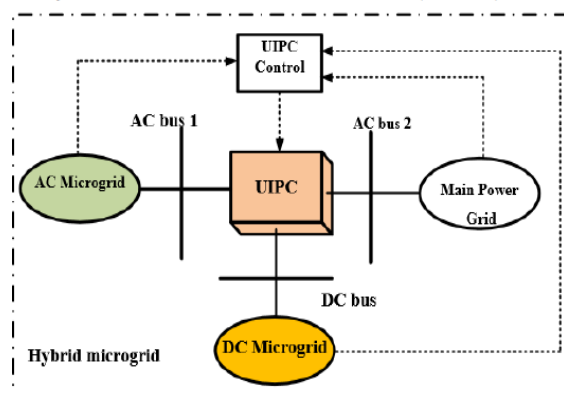 UIPC
Control
AC bus 1
AC bus 2
AC Microgrid
UIPC
Main Power
Grid
DC bus
DC Microgrid
Hybrid microgrid